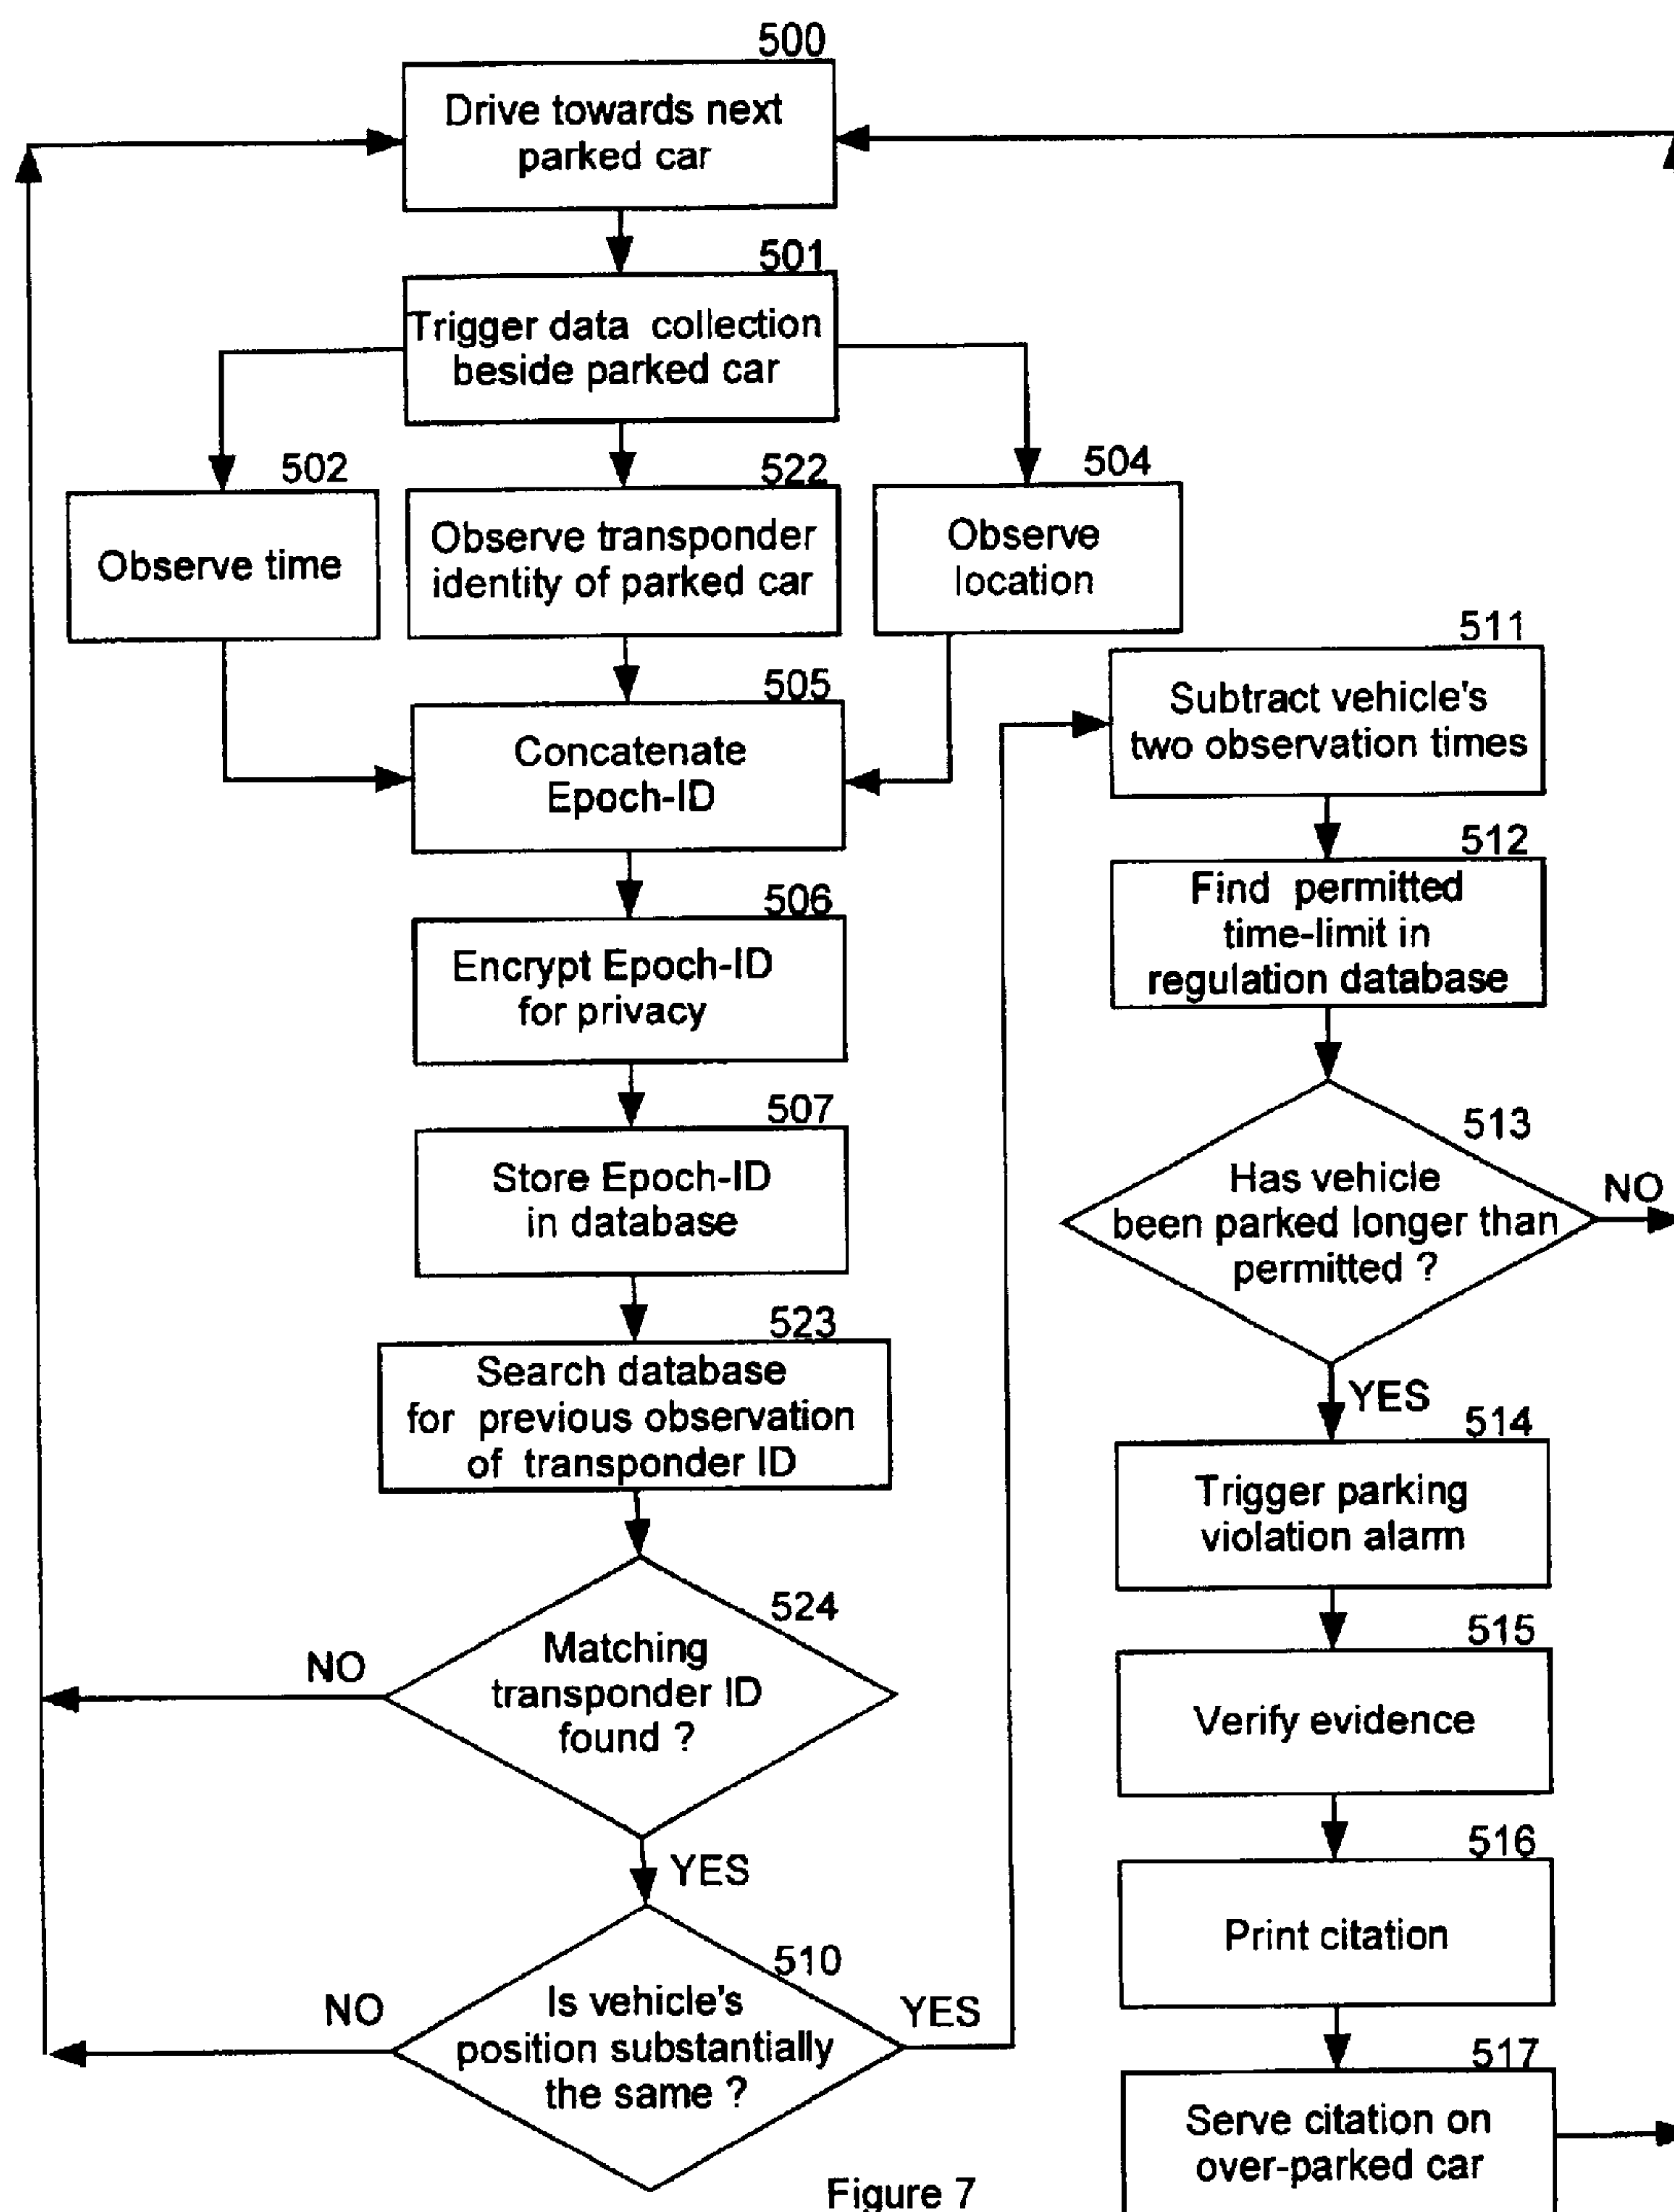 500
Drive towards next
parked car
501
Trigger data collection
beside parked car
502
Observe time
522
Observe transponder
identity of parked car
504
Observe
location
505
Concatenate
Epoch-ID
506
Encrypt Epoch-ID
for privacy
507
Store Epoch-ID
in database
523
Search database
for previous observation
of transponder ID
524
Matching
transponder ID
found ?
NO
YES
510
Is vehicle's
position substantially
the same ?
NO
YES
511
Subtract vehicle's
two observation times
512
Find permitted
time-limit in
regulation database
513
Has vehicle
been parked longer than
permitted ?
NO
YES
514
Trigger parking
violation alarm
515
Verify evidence
516
Print citation
517
Serve citation on
over-parked car
Figure 7